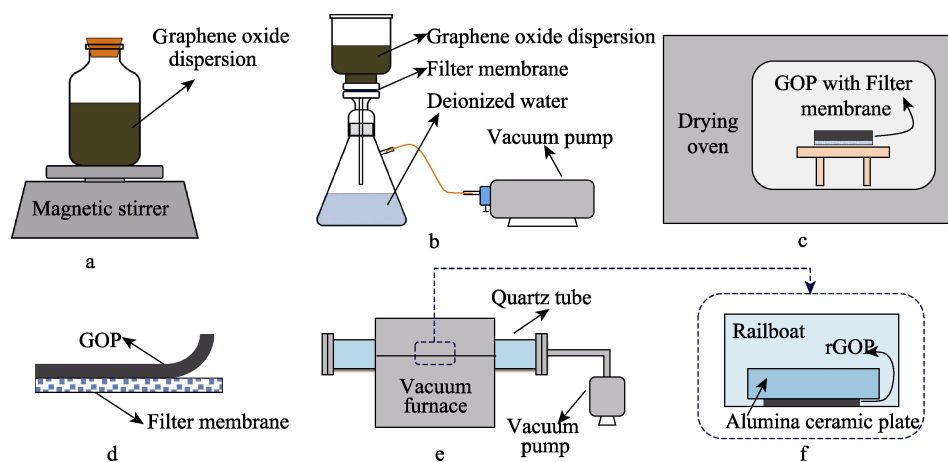 Graphene oxide
dispersion
Magnetic stirrer
a
Graphene oxide dispersion
Filter membrane
Deionized water
Vacuum pump
b
Drying
oven
GOP with Filter
membrane
c
GOP
Filter membrane
d
Quartz tube
Vacuum
furnace
Vacuum
pump
e
Railboat
rGOP
Alumina ceramic plate
f